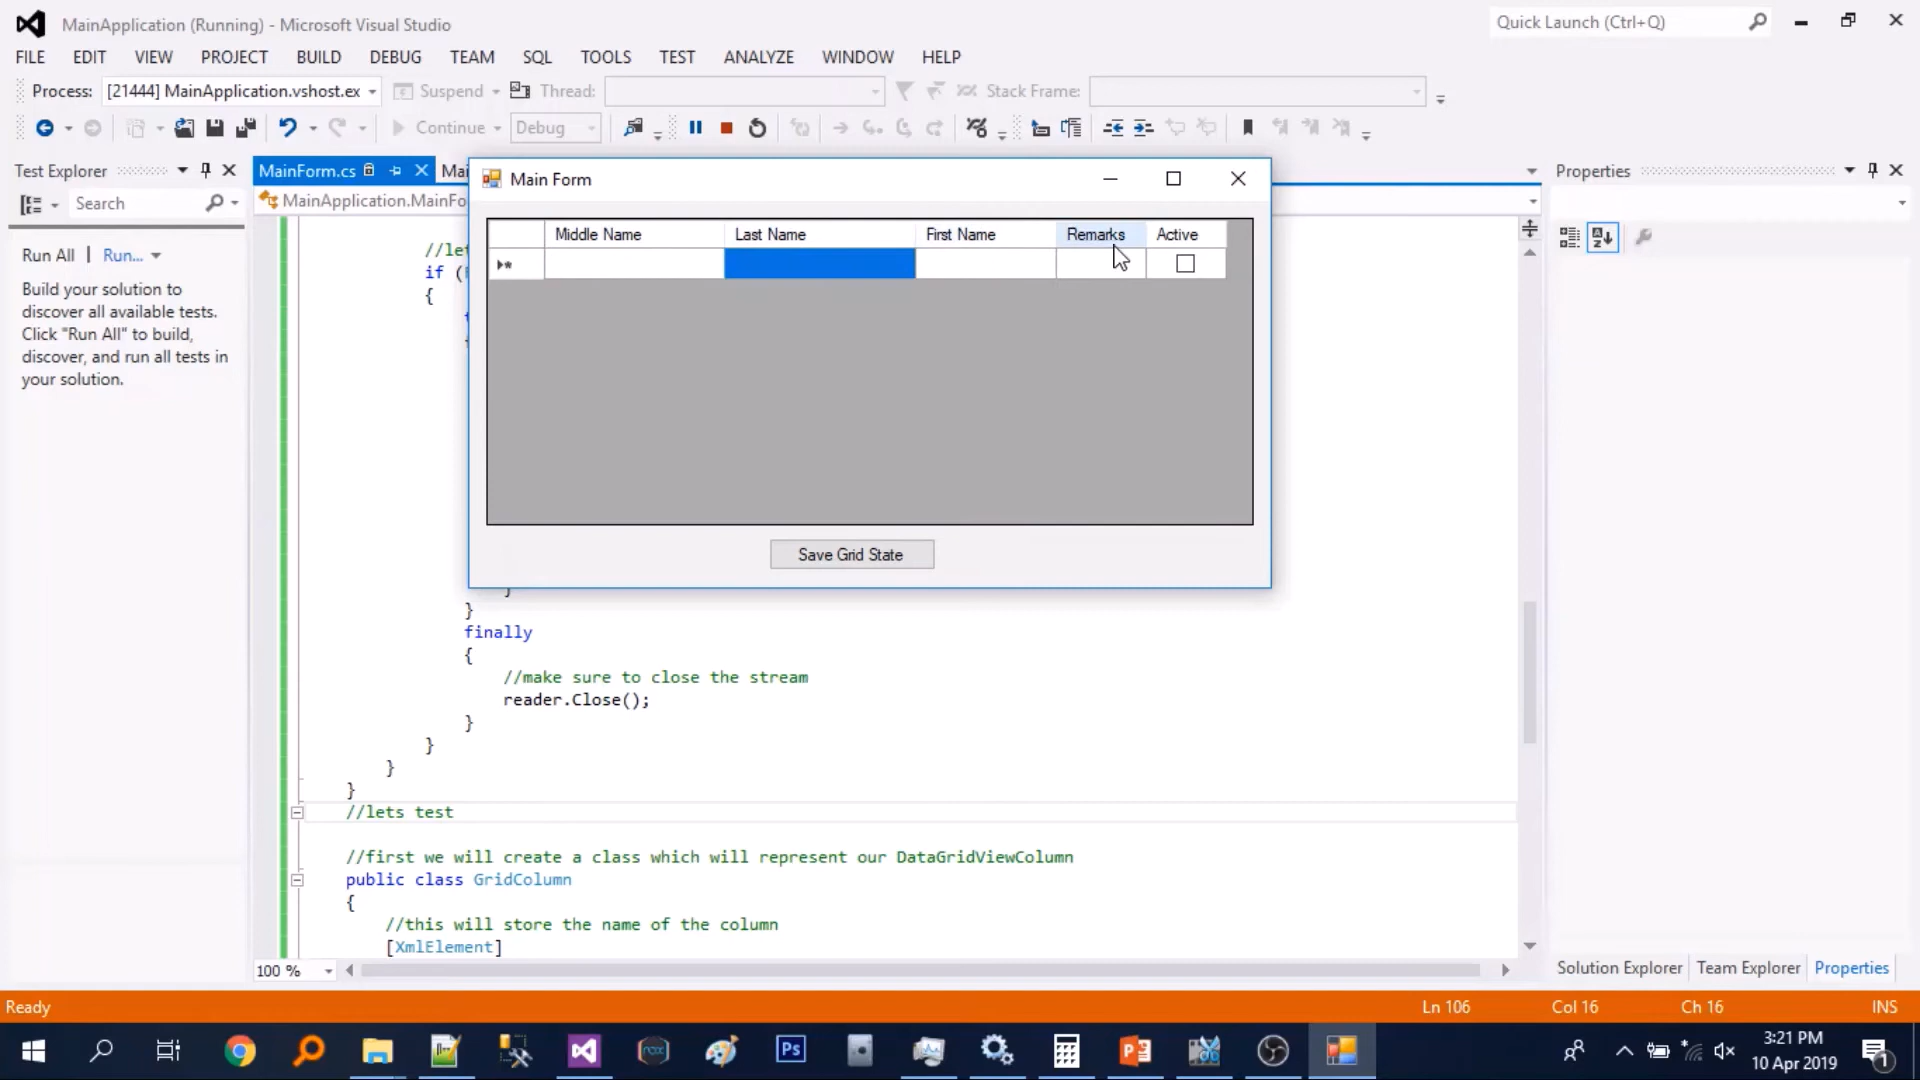 MainApplication (Running) - Microsoft Visual Studio
Quick Launch (Ctrl+Q)
FILE EDIT VIEW PROJECT BUILD DEBUG TEAM SQL TOOLS TEST ANALYZE WINDOW HELP
Process: [21444] MainApplication.vshost.ex Suspend Thread: Stack Frame:
Continue Debug
Test Explorer
MainForm.cs
Mai
Main Form
Properties
Search
MainApplication.MainFo
Middle Name Last Name First Name Remarks Active
Run All | Run...
Build your solution to
discover all available tests.
Click "Run All" to build,
discover, and run all tests in
your solution.
//let
if (
{
Save Grid State
}
}
finally
{
//make sure to close the stream
reader.Close();
}
}
}
}
//lets test
//first we will create a class which will represent our DataGridViewColumn
public class GridColumn
{
//this will store the name of the column
[XmlElement]
100 %
Solution Explorer Team Explorer Properties
Ready
Ln 106 Col 16 Ch 16 INS
Ps
3:21 PM
10 Apr 2019
1